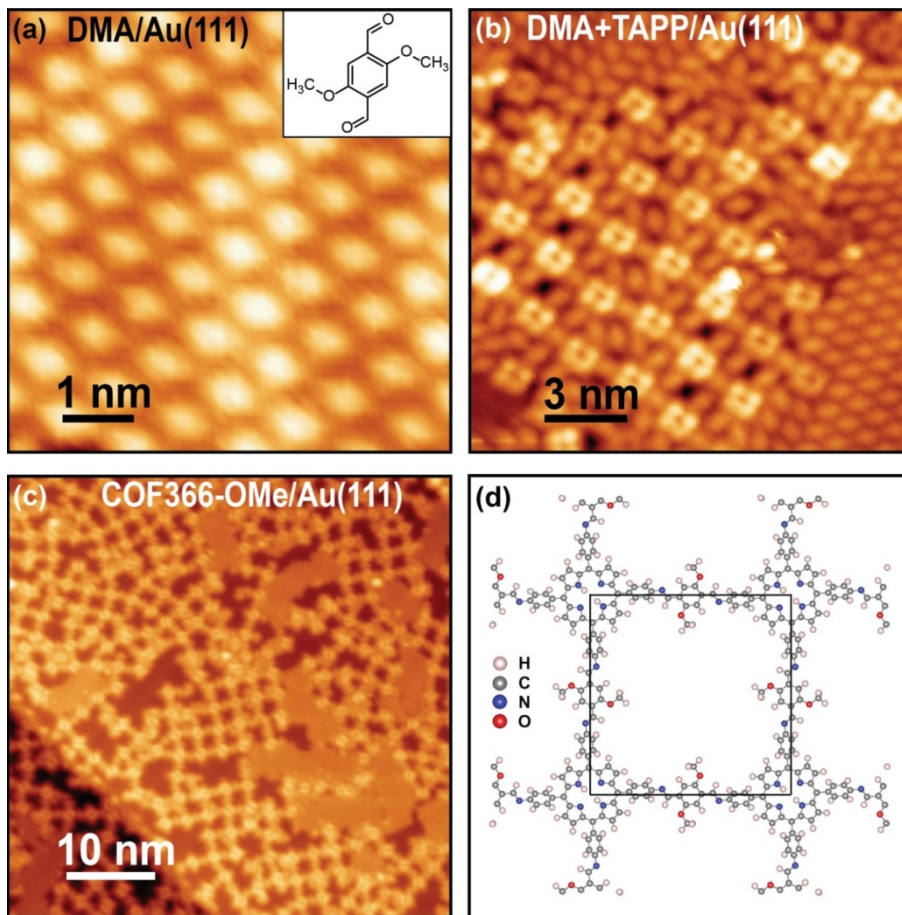 (a) DMA/Au(111)
O
H₃C
O
O
CH₃
O
1 nm
(b) DMA+TAPP/Au(111)
3 nm
(c) COF366-OMe/Au(111)
10 nm
(d)
H
C
N
O